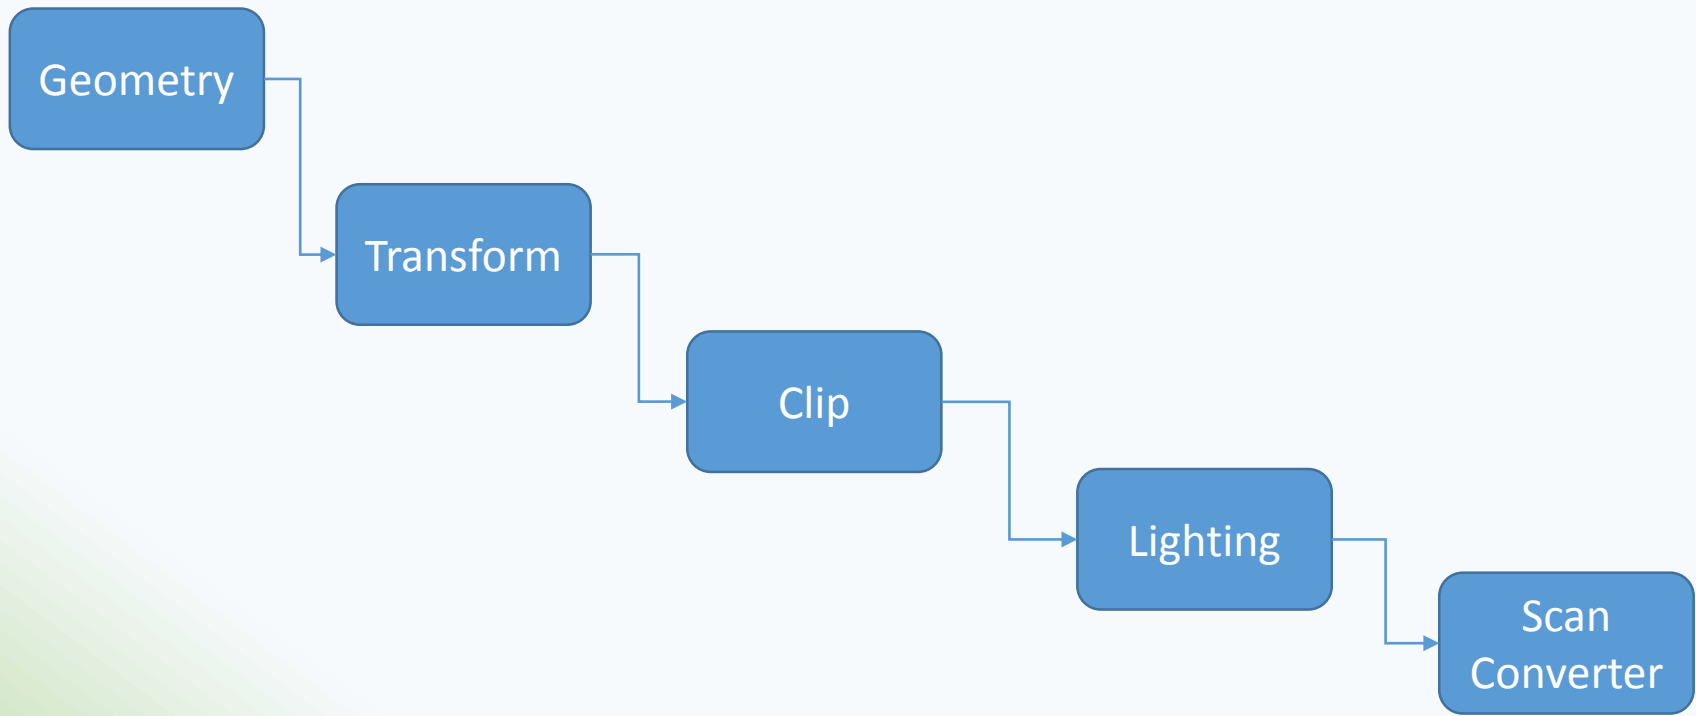 Geometry
Transform
Clip
Lighting
Scan
Converter